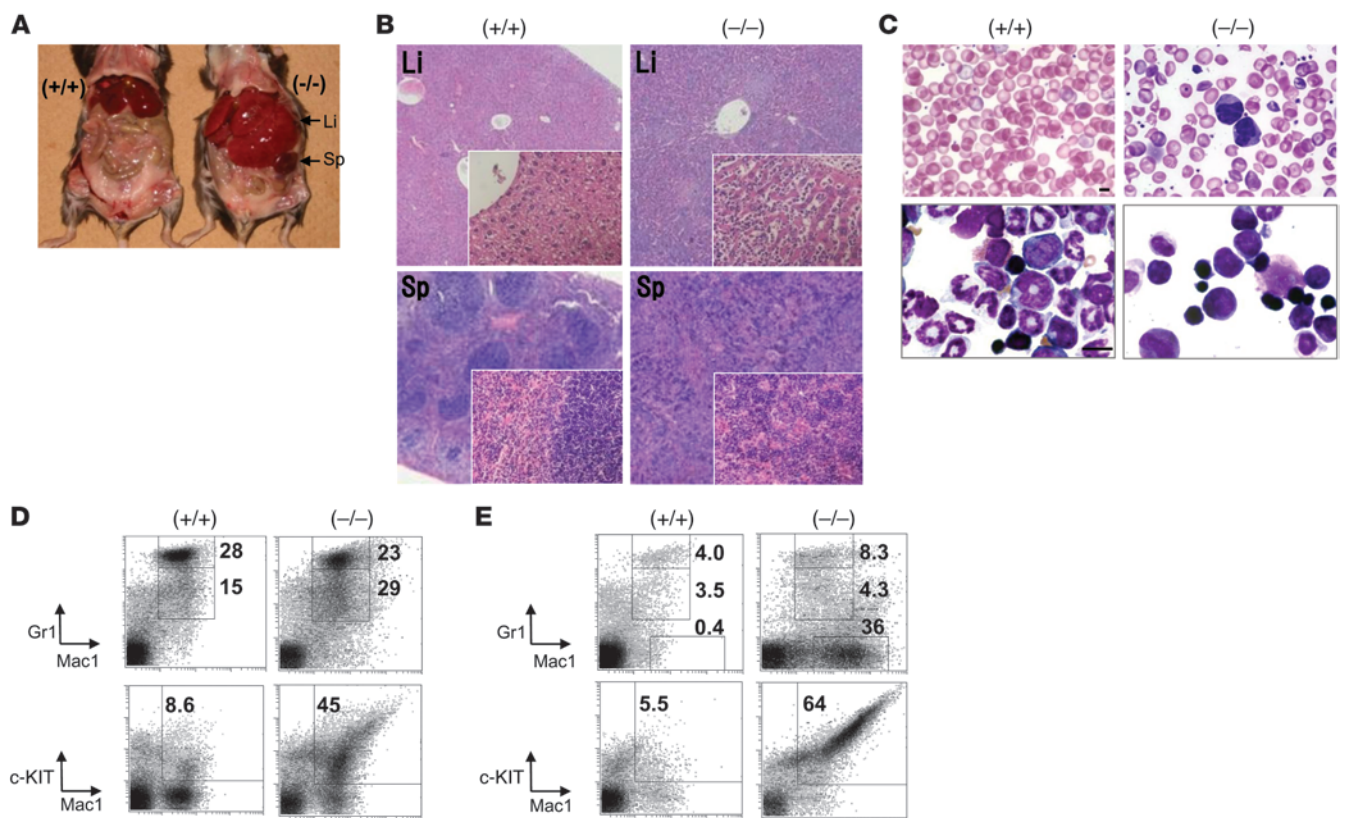 A
(+/+)
(-/-)
Li
Sp
B
(+/+)
(−/−)
Li
Li
Sp
Sp
C
(+/+)
(−/−)
D
(+/+)
(−/−)
28
15
23
29
Gr1
Mac1
8.6
45
c-KIT
Mac1
E
(+/+)
(−/−)
4.0
3.5
0.4
8.3
4.3
36
Gr1
Mac1
5.5
64
c-KIT
Mac1